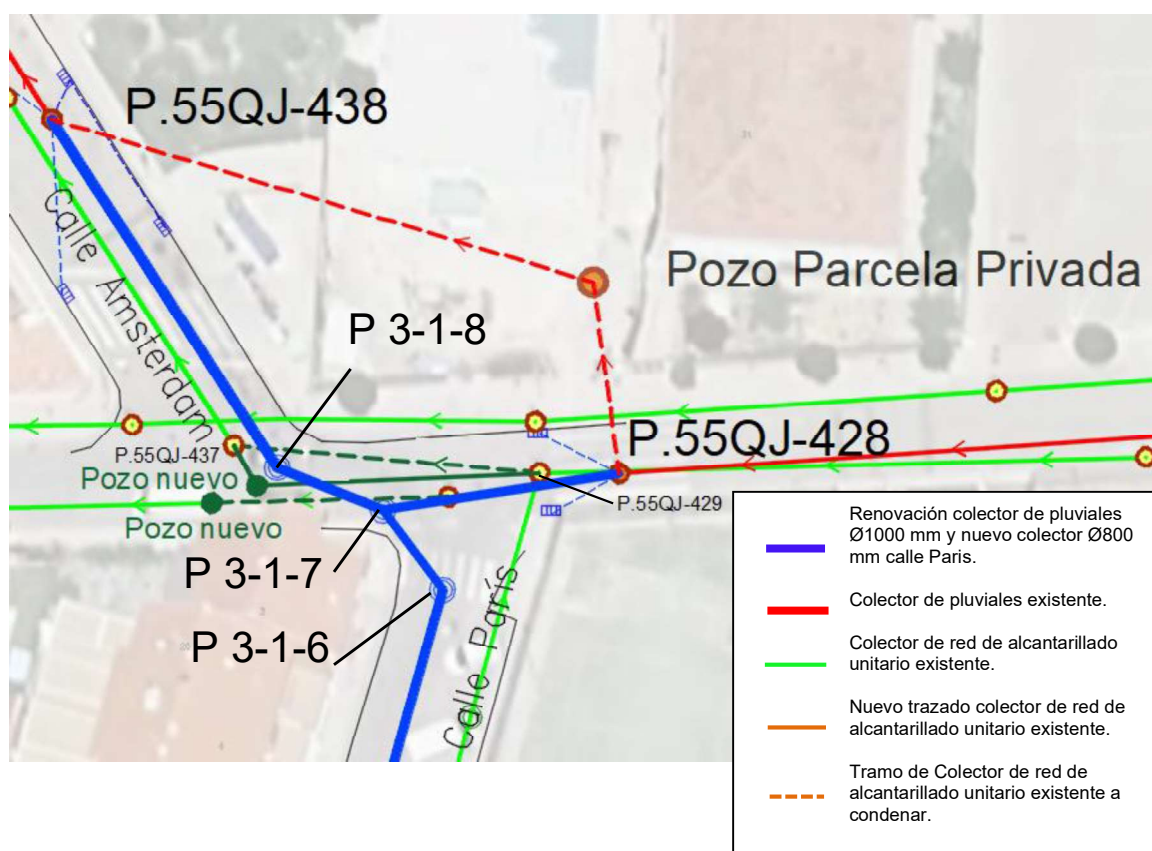 P.55QJ-438
Calle
Amsterdam
Pozo Parcela Privada
P 3-1-8
P.55QJ-428
P.55QJ-437
Pozo nuevo
P.55QJ-429
Pozo nuevo
P 3-1-7
P 3-1-6
Calle París
Renovación colector de pluviales
Ø1000 mm y nuevo colector Ø800
mm calle Paris.
Colector de pluviales existente.
Colector de red de alcantarillado
unitario existente.
Nuevo trazado colector de red de
alcantarillado unitario existente.
Tramo de Colector de red de
alcantarillado unitario existente a
condenar.